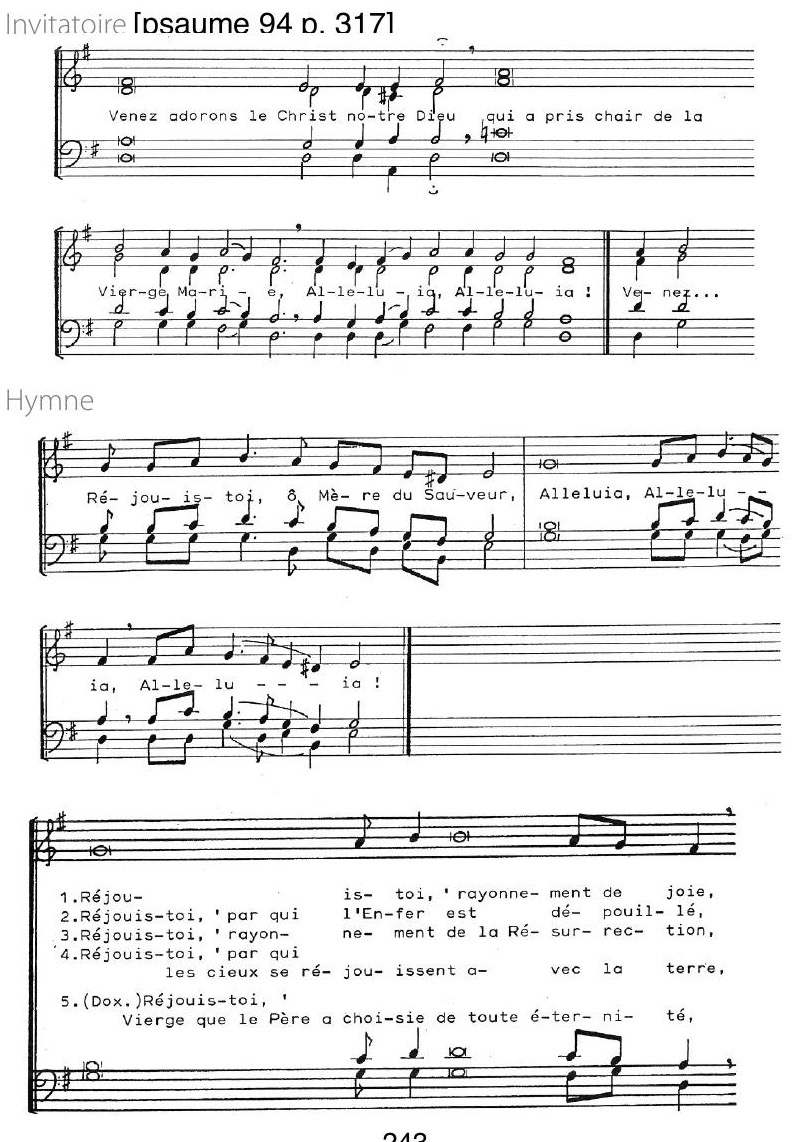 Invitatoire [psaume 94 p. 317]
Venez adorons le Christ no-tre Dieu qui a pris chair de la
Vier-ge Ma-ri - e, Al-le-lu - ia, Al-le-lu- ia ! Ve- nez...
Hymne
Ré- jou- is- toi, ô Mè- re du Sau-veur, Alleluia, Al-le-lu - -
ia, Al-le- lu - - - ia !
1.Réjou- is- toi, ' rayonne- ment de joie,
2.Réjouis-toi, ' par qui l'En-fer est dé- pouil- lé,
3.Réjouis-toi, ' rayon- ne- ment de la Ré- sur- rec- tion,
4.Réjouis-toi, ' par qui
les cieux se ré- jou- issent a- vec la terre,
5.(Dox.)Réjouis-toi, '
Vierge que le Père a choi-sie de toute é-ter- ni- té,
243